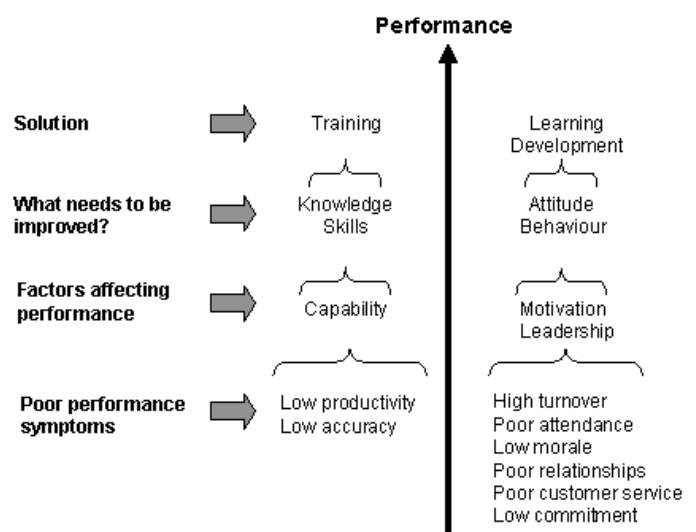 Performance
Solution
Training
Learning
Development
What needs to be
improved?
Knowledge
Skills
Attitude
Behaviour
Factors affecting
performance
Capability
Motivation
Leadership
Poor performance
symptoms
Low productivity
Low accuracy
High turnover
Poor attendance
Low morale
Poor relationships
Poor customer service
Low commitment